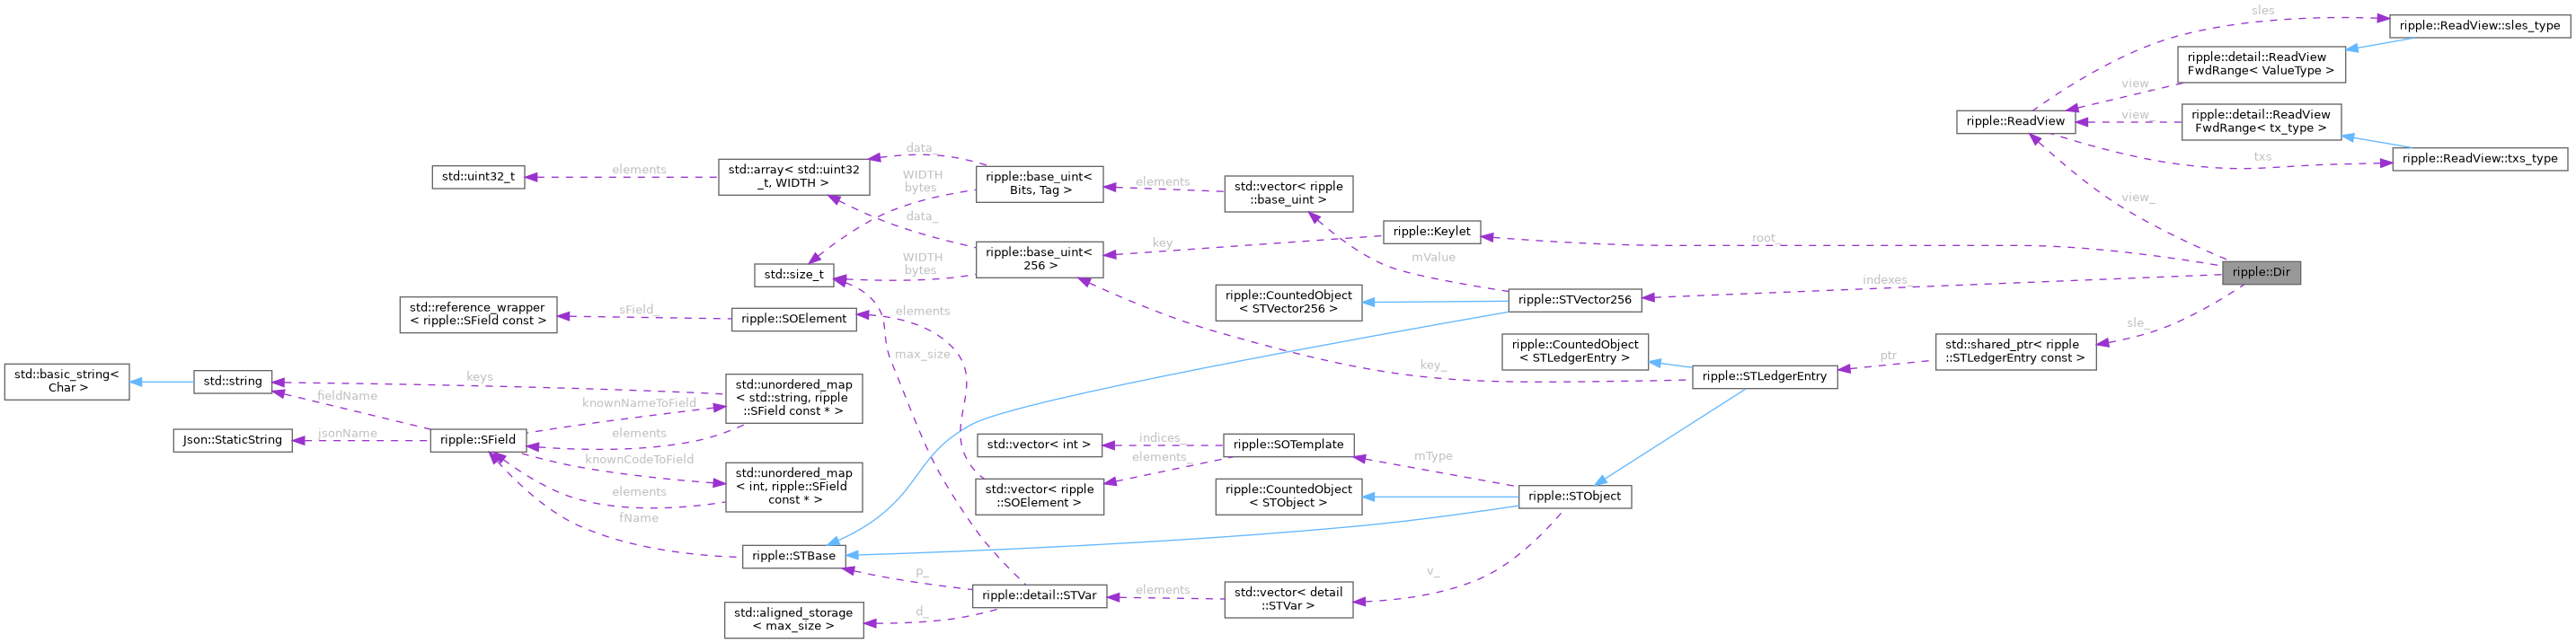 sles
ripple::ReadView::sles_type
ripple::detail::ReadView
FwdRange< ValueType >
view_
ripple::ReadView
view_
ripple::detail::ReadView
FwdRange< tx_type >
txs
ripple::ReadView::txs_type
view_
std::uint32_t
elements
std::array< std::uint32
_t, WIDTH >
data_
WIDTH
bytes
ripple::base_uint<
Bits, Tag >
elements
std::vector< ripple
::base_uint >
data_
ripple::Keylet
root_
key
mValue
std::size_t
WIDTH
bytes
ripple::base_uint<
256 >
ripple::Dir
indexes_
std::reference_wrapper
< ripple::SField const >
sField_
ripple::SOElement
elements
ripple::CountedObject
< STVector256 >
ripple::STVector256
sle_
max_size
key_
ripple::CountedObject
< STLedgerEntry >
ripple::STLedgerEntry
ptr
std::shared_ptr< ripple
::STLedgerEntry const >
std::basic_string<
Char >
std::string
keys
fieldName
knownNameToField
std::unordered_map
< std::string, ripple
::SField const * >
Json::StaticString
jsonName
ripple::SField
elements
knownCodeToField
elements
std::unordered_map
< int, ripple::SField
const * >
fName
std::vector< int >
indices_
elements_
ripple::SOTemplate
mType
std::vector< ripple
::SOElement >
ripple::CountedObject
< STObject >
ripple::STObject
ripple::STBase
p_
d_
ripple::detail::STVar
elements
std::vector< detail
::STVar >
v_
std::aligned_storage
< max_size >